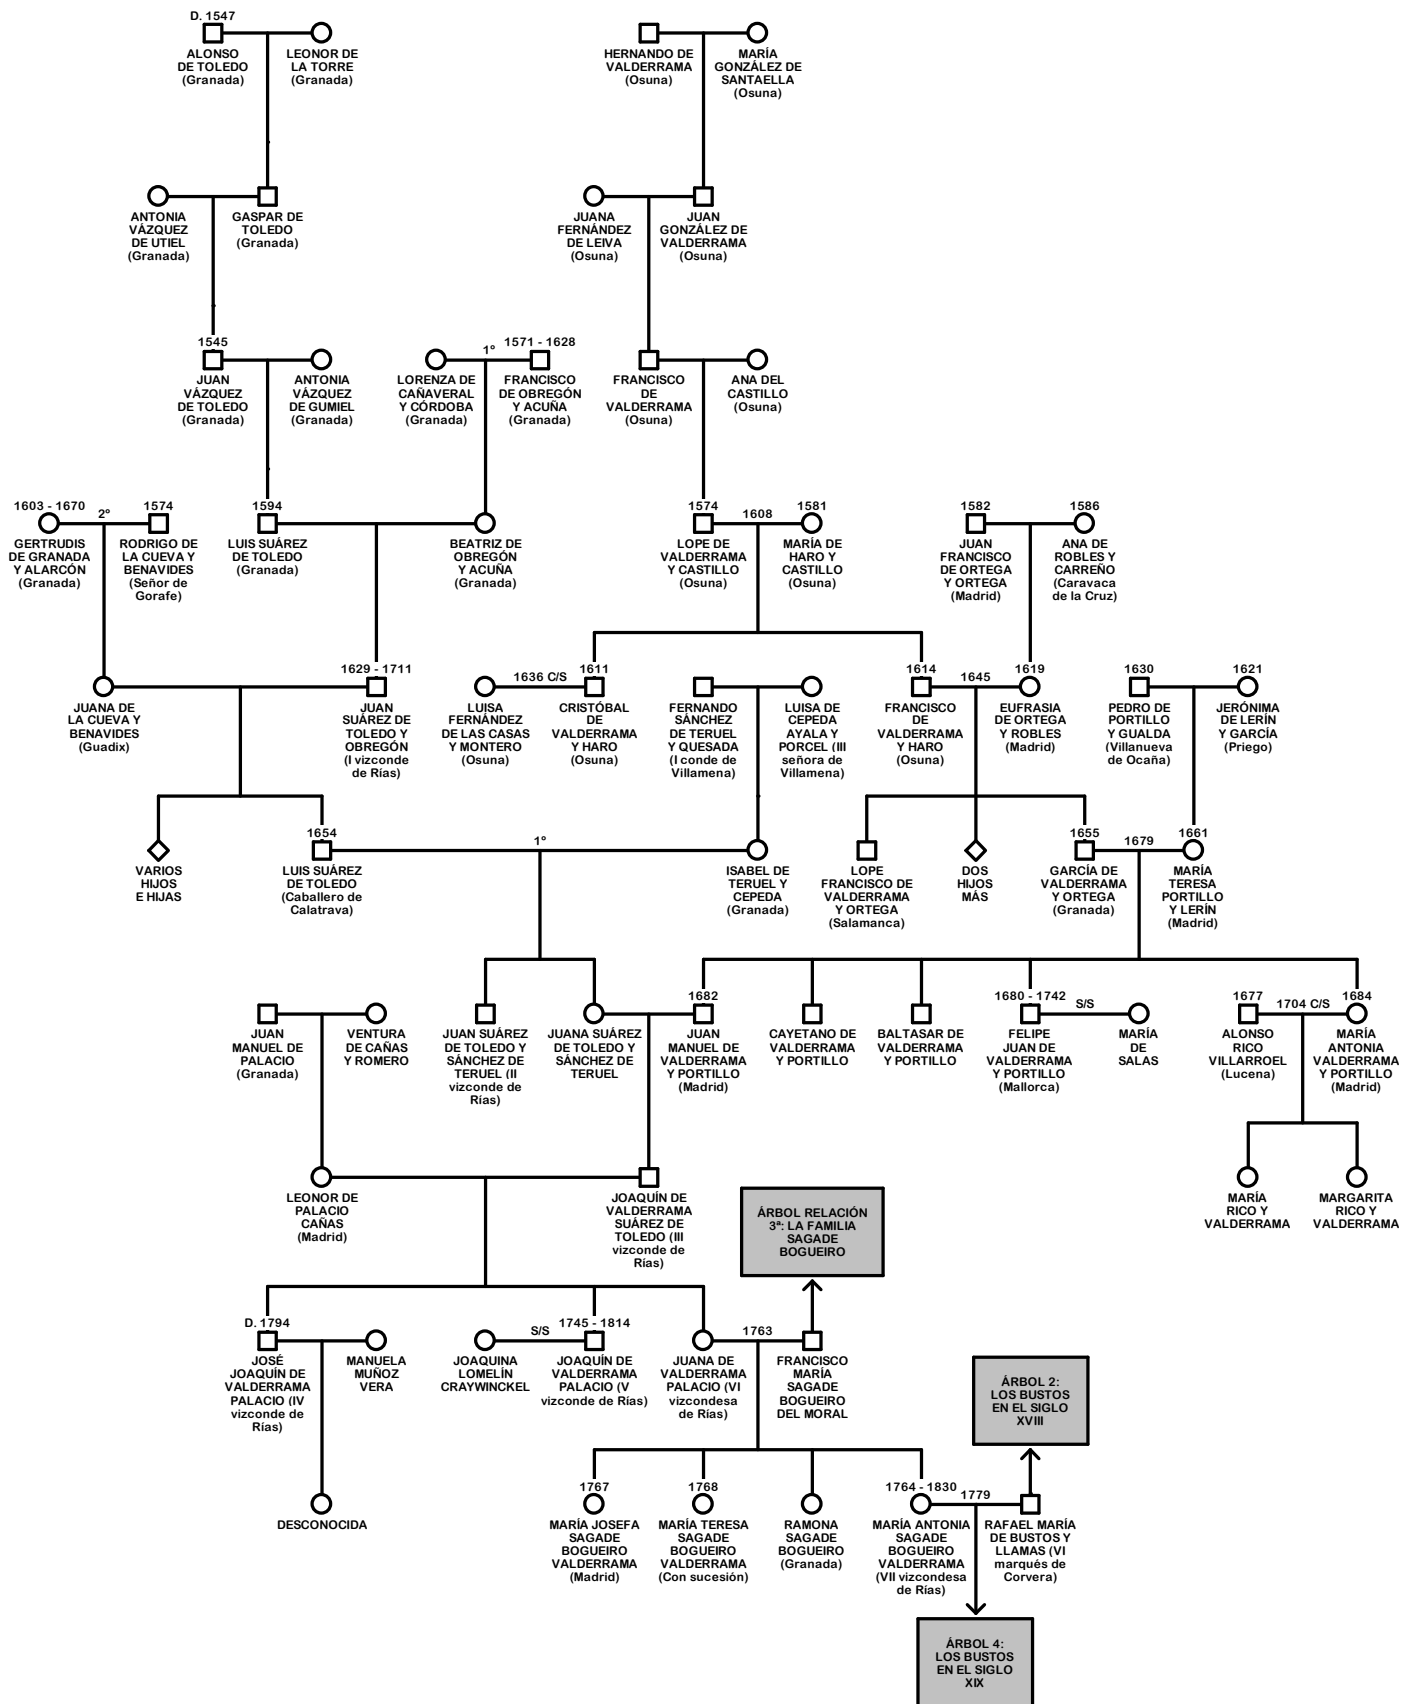 D. 1547
ALONSO
DE TOLEDO
(Granada)
LEONOR DE
LA TORRE
(Granada)
HERNANDO DE
VALDERRAMA
(Osuna)
MARÍA
GONZÁLEZ DE
SANTAELLA
(Osuna)
ANTONIA
VÁZQUEZ
DE UTIEL
(Granada)
GASPAR DE
TOLEDO
(Granada)
JUANA
FERNÁNDEZ
DE LEIVA
(Osuna)
JUAN
GONZÁLEZ DE
VALDERRAMA
(Osuna)
1545
JUAN
VÁZQUEZ
DE TOLEDO
(Granada)
ANTONIA
VÁZQUEZ
DE GUMIEL
(Granada)
LORENZA DE
CAÑAVERAL
Y CÓRDOBA
(Granada)
1º
1571 - 1628
FRANCISCO
DE OBREGÓN
Y ACUÑA
(Granada)
FRANCISCO
DE
VALDERRAMA
(Osuna)
ANA DEL
CASTILLO
(Osuna)
1603 - 1670
GERTRUDIS
DE GRANADA
Y ALARCÓN
(Granada)
2º
1574
RODRIGO DE
LA CUEVA Y
BENAVIDES
(Señor de
Gorafe)
1594
LUIS SUÁREZ
DE TOLEDO
(Granada)
BEATRIZ DE
OBREGÓN
Y ACUÑA
(Granada)
1574
LOPE DE
VALDERRAMA
Y CASTILLO
(Osuna)
1608
1581
MARÍA DE
HARO Y
CASTILLO
(Osuna)
1582
JUAN
FRANCISCO
DE ORTEGA
Y ORTEGA
(Madrid)
1586
ANA DE
ROBLES Y
CARREÑO
(Caravaca
de la Cruz)
JUANA DE
LA CUEVA Y
BENAVIDES
(Guadix)
1629 - 1711
JUAN
SUÁREZ DE
TOLEDO Y
OBREGÓN
(I vizconde
de Rías)
LUISA
FERNÁNDEZ
DE LAS CASAS
Y MONTERO
(Osuna)
1636 C/S
1611
CRISTÓBAL
DE
VALDERRAMA
Y HARO
(Osuna)
FERNANDO
SÁNCHEZ
DE TERUEL
Y QUESADA
(I conde de
Villamena)
LUISA DE
CEPEDA
AYALA Y
PORCEL (III
señora de
Villamena)
1614
FRANCISCO
DE
VALDERRAMA
Y HARO
(Osuna)
1645
1619
EUFRASIA
DE ORTEGA
Y ROBLES
(Madrid)
1630
PEDRO DE
PORTILLO
Y GUALDA
(Villanueva
de Ocaña)
1621
JERÓNIMA
DE LERÍN
Y GARCÍA
(Priego)
VARIOS
HIJOS
E HIJAS
1654
LUIS SUÁREZ
DE TOLEDO
(Caballero de
Calatrava)
1º
ISABEL DE
TERUEL Y
CEPEDA
(Granada)
LOPE
FRANCISCO DE
VALDERRAMA
Y ORTEGA
(Salamanca)
DOS
HIJOS
MÁS
1655
GARCÍA DE
VALDERRAMA
Y ORTEGA
(Granada)
1679
1661
MARÍA
TERESA
PORTILLO
Y LERÍN
(Madrid)
JUAN
MANUEL DE
PALACIO
(Granada)
VENTURA
DE CAÑAS
Y ROMERO
JUAN SUÁREZ
DE TOLEDO Y
SÁNCHEZ DE
TERUEL (II
vizconde de
Rías)
JUANA SUÁREZ
DE TOLEDO Y
SÁNCHEZ DE
TERUEL
1682
JUAN
MANUEL DE
VALDERRAMA
Y PORTILLO
(Madrid)
CAYETANO DE
VALDERRAMA
Y PORTILLO
BALTASAR DE
VALDERRAMA
Y PORTILLO
1680 - 1742
FELIPE
JUAN DE
VALDERRAMA
Y PORTILLO
(Mallorca)
S/S
MARÍA
DE
SALAS
1677
ALONSO
RICO
VILLARROEL
(Lucena)
1704 C/S
1684
MARÍA
ANTONIA
VALDERRAMA
Y PORTILLO
(Madrid)
LEONOR DE
PALACIO
CAÑAS
(Madrid)
JOAQUÍN DE
VALDERRAMA
SUÁREZ DE
TOLEDO (III
vizconde de
Rías)
ÁRBOL RELACIÓN
3ª: LA FAMILIA
SAGADE
BOGUEIRO
MARÍA
RICO Y
VALDERRAMA
MARGARITA
RICO Y
VALDERRAMA
D. 1794
JOSÉ
JOAQUÍN DE
VALDERRAMA
PALACIO (IV
vizconde de
Rías)
MANUELA
MUÑOZ
VERA
JOAQUINA
LOMELÍN
CRAYWINCKEL
S/S
1745 - 1814
JOAQUÍN DE
VALDERRAMA
PALACIO (V
vizconde de Rías)
JUANA DE
VALDERRAMA
PALACIO (VI
vizcondesa
de Rías)
1763
FRANCISCO
MARÍA
SAGADE
BOGUEIRO
DEL MORAL
ÁRBOL 2:
LOS BUSTOS
EN EL SIGLO
XVIII
DESCONOCIDA
1767
MARÍA JOSEFA
SAGADE
BOGUEIRO
VALDERRAMA
(Madrid)
1768
MARÍA TERESA
SAGADE
BOGUEIRO
VALDERRAMA
(Con sucesión)
RAMONA
SAGADE
BOGUEIRO
(Granada)
1764 - 1830
MARÍA ANTONIA
SAGADE
BOGUEIRO
VALDERRAMA
(VII vizcondesa
de Rías)
1779
RAFAEL MARÍA
DE BUSTOS Y
LLAMAS (VI
marqués de
Corvera)
ÁRBOL 4:
LOS BUSTOS
EN EL SIGLO
XIX